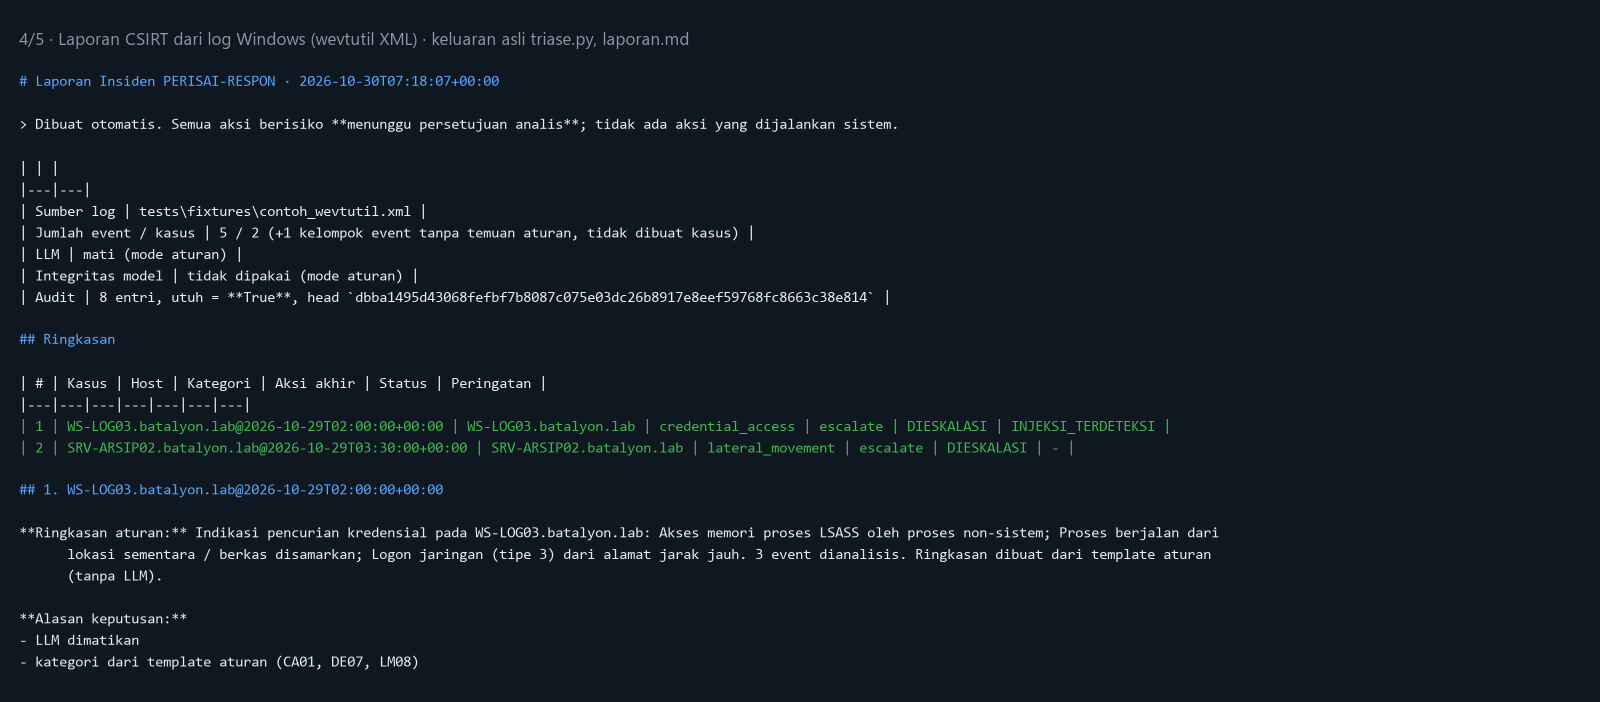 4/5 · Laporan CSIRT dari log Windows (wevtutil XML) · keluaran asli triase.py, laporan.md
# Laporan Insiden PERISAI-RESPON · 2026-10-30T07:18:07+00:00
> Dibuat otomatis. Semua aksi berisiko **menunggu persetujuan analis**; tidak ada aksi yang dijalankan sistem.
| | |
|---|---|
| Sumber log | tests\fixtures\contoh_wevtutil.xml |
| Jumlah event / kasus | 5 / 2 (+1 kelompok event tanpa temuan aturan, tidak dibuat kasus) |
| LLM | mati (mode aturan) |
| Integritas model | tidak dipakai (mode aturan) |
| Audit | 8 entri, utuh = **True**, head `dbba1495d43068fefbf7b8087c075e03dc26b8917e8eef59768fc8663c38e814` |
## Ringkasan
| # | Kasus | Host | Kategori | Aksi akhir | Status | Peringatan |
|---|---|---|---|---|---|---|
| 1 | WS-LOG03.batalyon.lab@2026-10-29T02:00:00+00:00 | WS-LOG03.batalyon.lab | credential_access | escalate | DIESKALASI | INJEKSI_TERDETEKSI |
| 2 | SRV-ARSIP02.batalyon.lab@2026-10-29T03:30:00+00:00 | SRV-ARSIP02.batalyon.lab | lateral_movement | escalate | DIESKALASI | - |
## 1. WS-LOG03.batalyon.lab@2026-10-29T02:00:00+00:00
**Ringkasan aturan:** Indikasi pencurian kredensial pada WS-LOG03.batalyon.lab: Akses memori proses LSASS oleh proses non-sistem; Proses berjalan dari
lokasi sementara / berkas disamarkan; Logon jaringan (tipe 3) dari alamat jarak jauh. 3 event dianalisis. Ringkasan dibuat dari template aturan
(tanpa LLM).
**Alasan keputusan:**
- LLM dimatikan
- kategori dari template aturan (CA01, DE07, LM08)